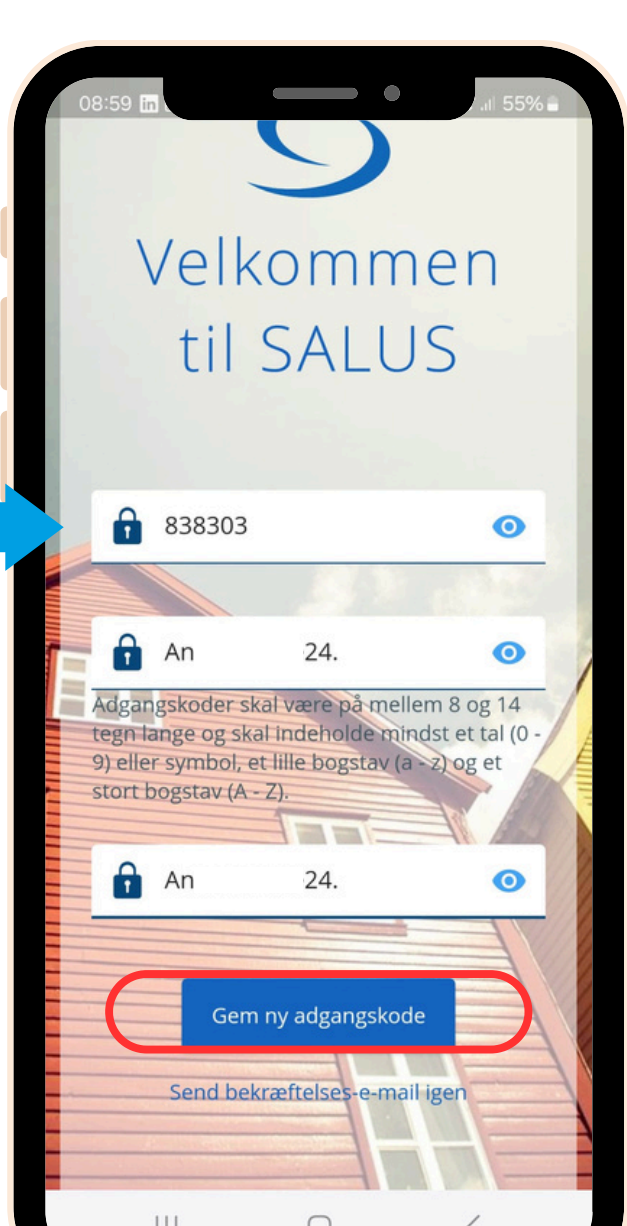 08:59 in 55%
Velkommen
til SALUS
838303
An 24.
Adgangskoder skal være på mellem 8 og 14
tegn lange og skal indeholde mindst et tal (0 -
9) eller symbol, et lille bogstav (a - z) og et
stort bogstav (A - Z).
An 24.
Gem ny adgangskode
Send bekræftelses-e-mail igen